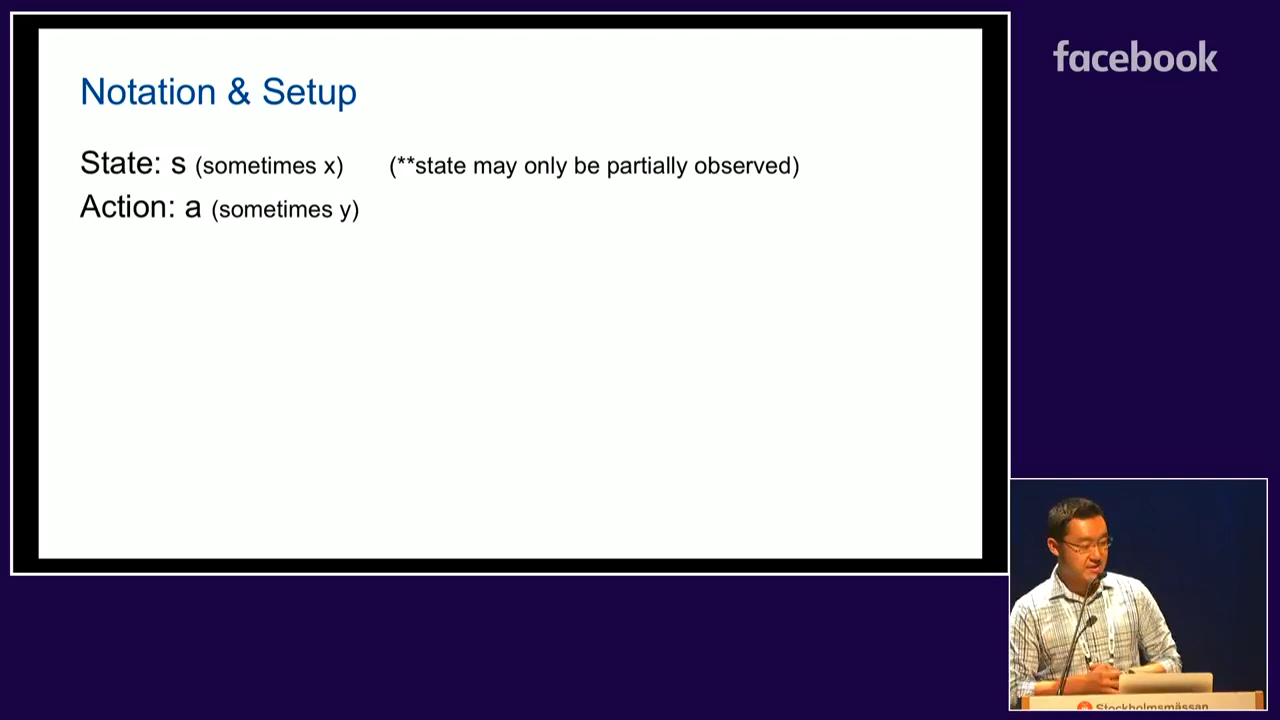 Notation & Setup
facebook
State: s (sometimes x) (**state may only be partially observed)
Action: a (sometimes y)
Stockholmsmässan